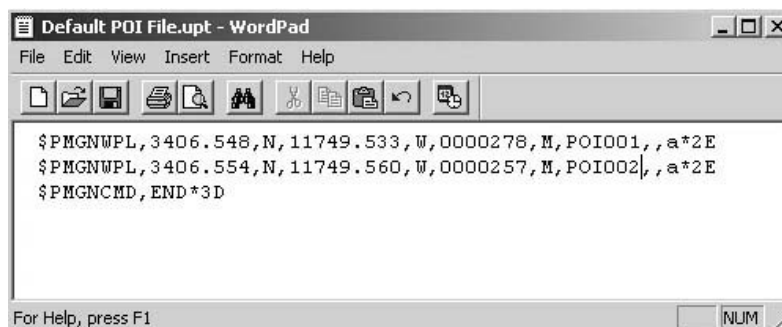 Default POI File.upt - WordPad
File Edit View Insert Format Help
$PMGNWPL,3406.548,N,11749.533,W,0000278,M,POI001,,a*2E
$PMGNWPL,3406.554,N,11749.560,W,0000257,M,POI002,,a*2E
$PMGNCMD,END*3D
For Help, press F1
NUM